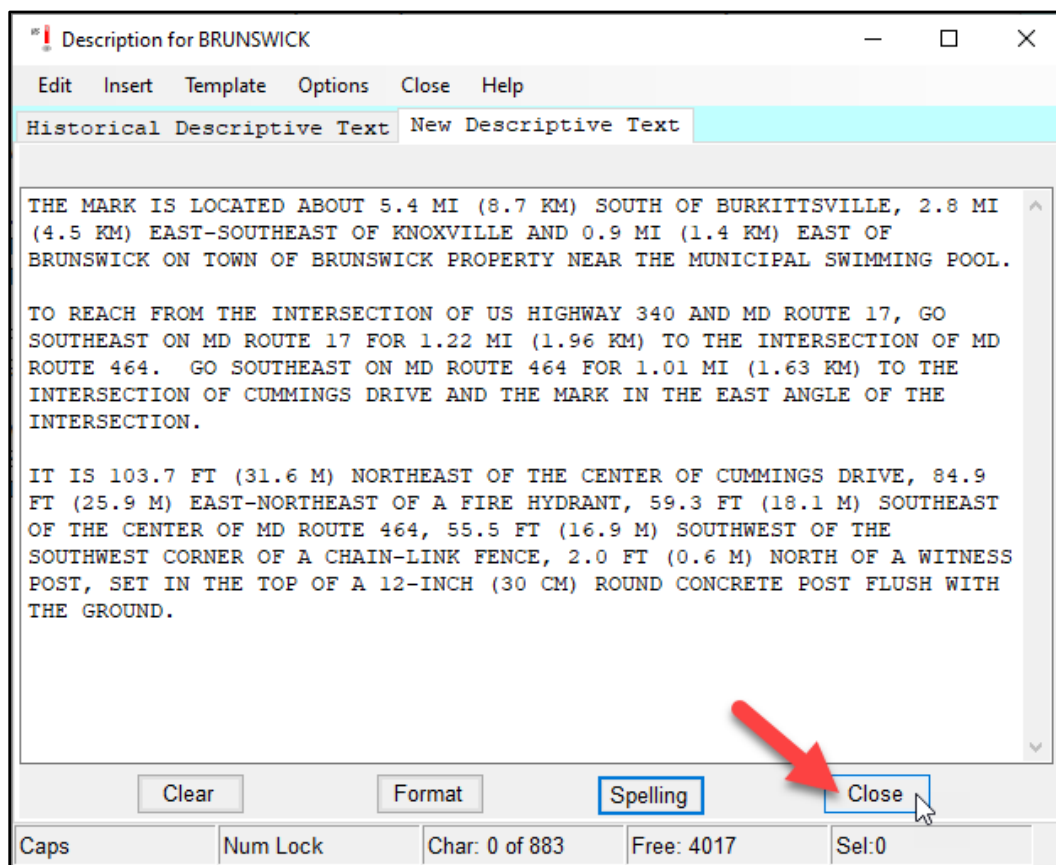 Description for BRUNSWICK
Edit Insert Template Options Close Help
Historical Descriptive Text New Descriptive Text
THE MARK IS LOCATED ABOUT 5.4 MI (8.7 KM) SOUTH OF BURKITTSVILLE, 2.8 MI
(4.5 KM) EAST-SOUTHEAST OF KNOXVILLE AND 0.9 MI (1.4 KM) EAST OF
BRUNSWICK ON TOWN OF BRUNSWICK PROPERTY NEAR THE MUNICIPAL SWIMMING POOL.
TO REACH FROM THE INTERSECTION OF US HIGHWAY 340 AND MD ROUTE 17, GO
SOUTHEAST ON MD ROUTE 17 FOR 1.22 MI (1.96 KM) TO THE INTERSECTION OF MD
ROUTE 464.  GO SOUTHEAST ON MD ROUTE 464 FOR 1.01 MI (1.63 KM) TO THE
INTERSECTION OF CUMMINGS DRIVE AND THE MARK IN THE EAST ANGLE OF THE
INTERSECTION.
IT IS 103.7 FT (31.6 M) NORTHEAST OF THE CENTER OF CUMMINGS DRIVE, 84.9
FT (25.9 M) EAST-NORTHEAST OF A FIRE HYDRANT, 59.3 FT (18.1 M) SOUTHEAST
OF THE CENTER OF MD ROUTE 464, 55.5 FT (16.9 M) SOUTHWEST OF THE
SOUTHWEST CORNER OF A CHAIN-LINK FENCE, 2.0 FT (0.6 M) NORTH OF A WITNESS
POST, SET IN THE TOP OF A 12-INCH (30 CM) ROUND CONCRETE POST FLUSH WITH
THE GROUND.
Clear Format Spelling Close
Caps Num Lock Char: 0 of 883 Free: 4017 Sel:0